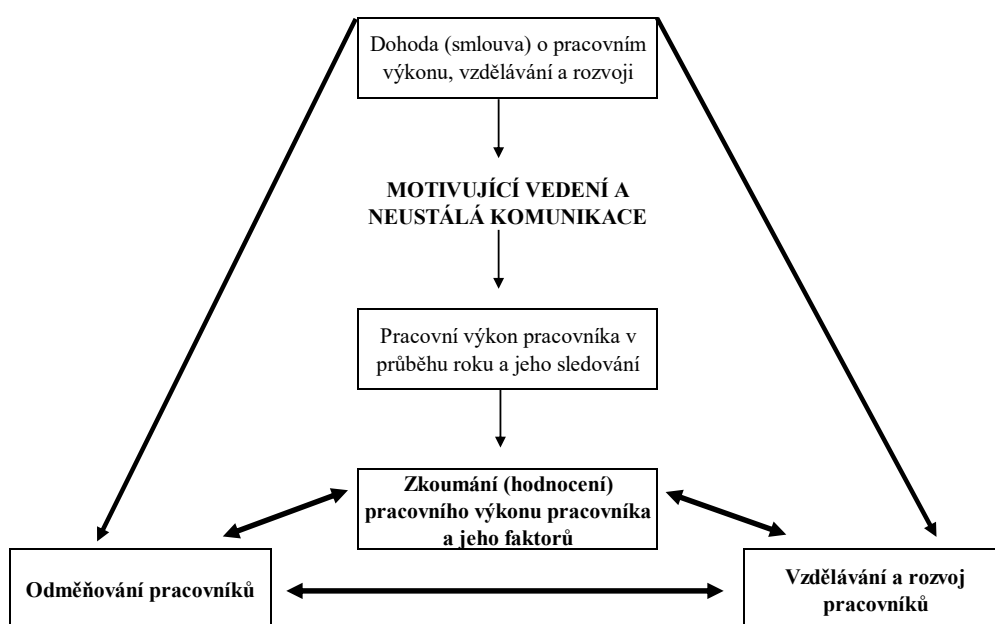 Dohoda (smlouva) o pracovním
výkonu, vzdělávání a rozvoji
MOTIVUJÍCÍ VEDENÍ A
NEUSTÁLÁ KOMUNIKACE
Pracovní výkon pracovníka v
průběhu roku a jeho sledování
Zkoumání (hodnocení)
pracovního výkonu pracovníka
a jeho faktorů
Odměňování pracovníků
Vzdělávání a rozvoj
pracovníků